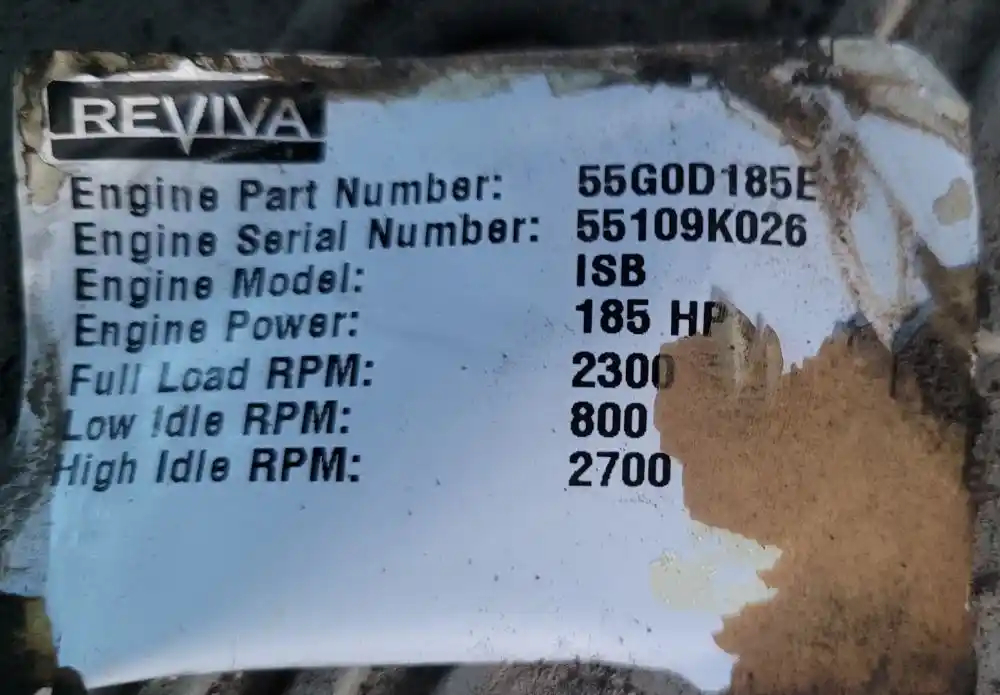 REVIVA
Engine Part Number: 55G0D185E
Engine Serial Number: 55109K026
Engine Model: ISB
Engine Power: 185 HP
Full Load RPM: 2300
Low Idle RPM: 800
High Idle RPM: 2700